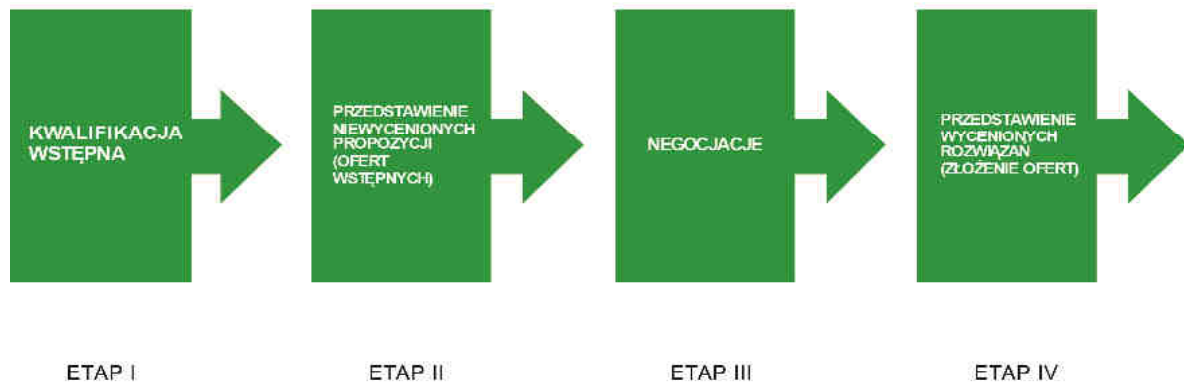 KWALIFIKACJA
WSTĘPNA
PRZEDSTAWIENIE
NIEWYCENIONYCH
PROPOZYCJI
(OFERT
WSTĘPNYCH)
NEGOCJACJE
PRZEDSTAWIENIE
WYCENIONYCH
ROZWIĄZAN
(ZŁOŻENIE OFERT)
ETAP I
ETAP II
ETAP III
ETAP IV